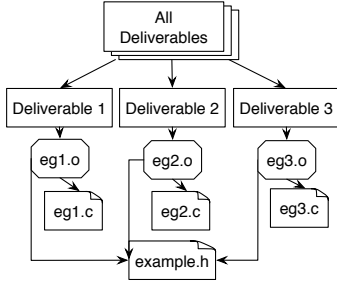 All
Deliverables
Deliverable 1
Deliverable 2
Deliverable 3
eg1.o
eg2.o
eg3.o
eg1.c
eg2.c
eg3.c
example.h